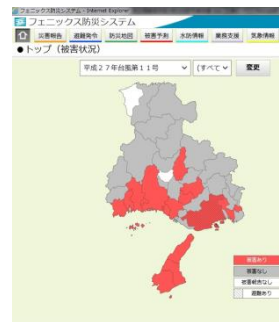 フェニックス防災システム - Internet Explorer
フェニックス防災システム
災害報告 避難発令 防災地図 被害予測 水防情報 業務支援 気象情報
●トップ（被害状況）
平成27年台風第11号 (すべて 変更
被害あり
被害なし
被害報告なし
避難あり